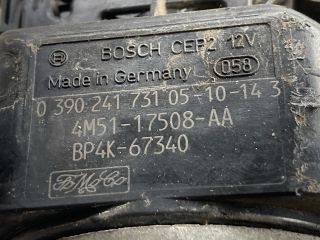 BOSCH CEP2 12V
Made in Germany 058
0 390 241 731 05-10-14 3
4M51-17508-AA
BP4K-67340
FoMoCo